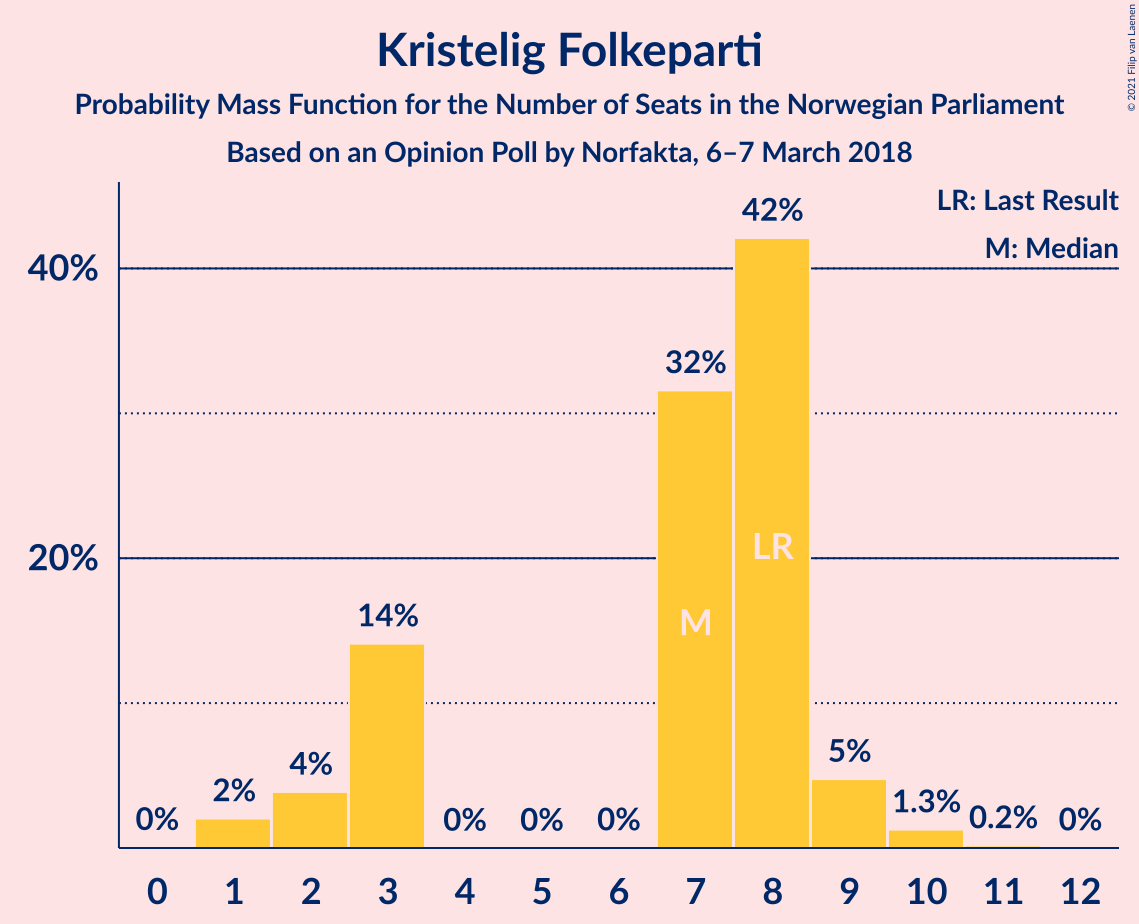 Kristelig Folkeparti
Probability Mass Function for the Number of Seats in the Norwegian Parliament
Based on an Opinion Poll by Norfakta, 6–7 March 2018
© 2021 Filip van Laenen
LR: Last Result
M: Median
40%
20%
0%
2%
4%
14%
0%
0%
0%
32%
42%
5%
1.3%
0.2%
0%
M
LR
0 1 2 3 4 5 6 7 8 9 10 11 12